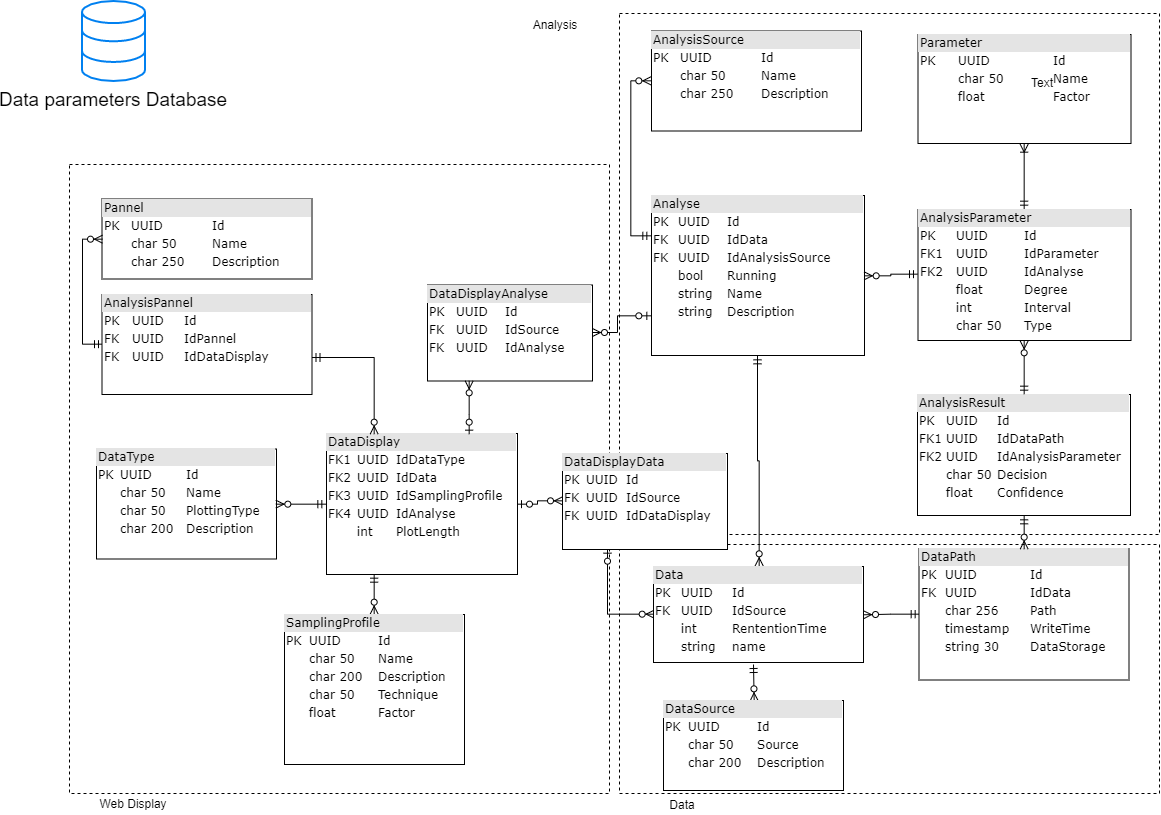 Data parameters Database
Analysis
AnalysisSource
PK UUID Id
char 50 Name
char 250 Description
Parameter
PK UUID Id
char 50 Name
Text
float Factor
Pannel
PK UUID Id
char 50 Name
char 250 Description
AnalysisPannel
PK UUID Id
FK UUID IdPannel
FK UUID IdDataDisplay
DataDisplayAnalyse
PK UUID Id
FK UUID IdSource
FK UUID IdAnalyse
Analyse
PK UUID Id
FK UUID IdData
FK UUID IdAnalysisSource
bool Running
string Name
string Description
AnalysisParameter
PK UUID Id
FK1 UUID IdParameter
FK2 UUID IdAnalyse
float Degree
int Interval
char 50 Type
DataType
PK UUID Id
char 50 Name
char 50 PlottingType
char 200 Description
DataDisplay
FK1 UUID IdDataType
FK2 UUID IdData
FK3 UUID IdSamplingProfile
FK4 UUID IdAnalyse
int PlotLength
DataDisplayData
PK UUID Id
FK UUID IdSource
FK UUID IdDataDisplay
AnalysisResult
PK UUID Id
FK1 UUID IdDataPath
FK2 UUID IdAnalysisParameter
char 50 Decision
float Confidence
SamplingProfile
PK UUID Id
char 50 Name
char 200 Description
char 50 Technique
float Factor
Data
PK UUID Id
FK UUID IdSource
int RententionTime
string name
DataPath
PK UUID Id
FK UUID IdData
char 256 Path
timestamp WriteTime
string 30 DataStorage
DataSource
PK UUID Id
char 50 Source
char 200 Description
Web Display
Data